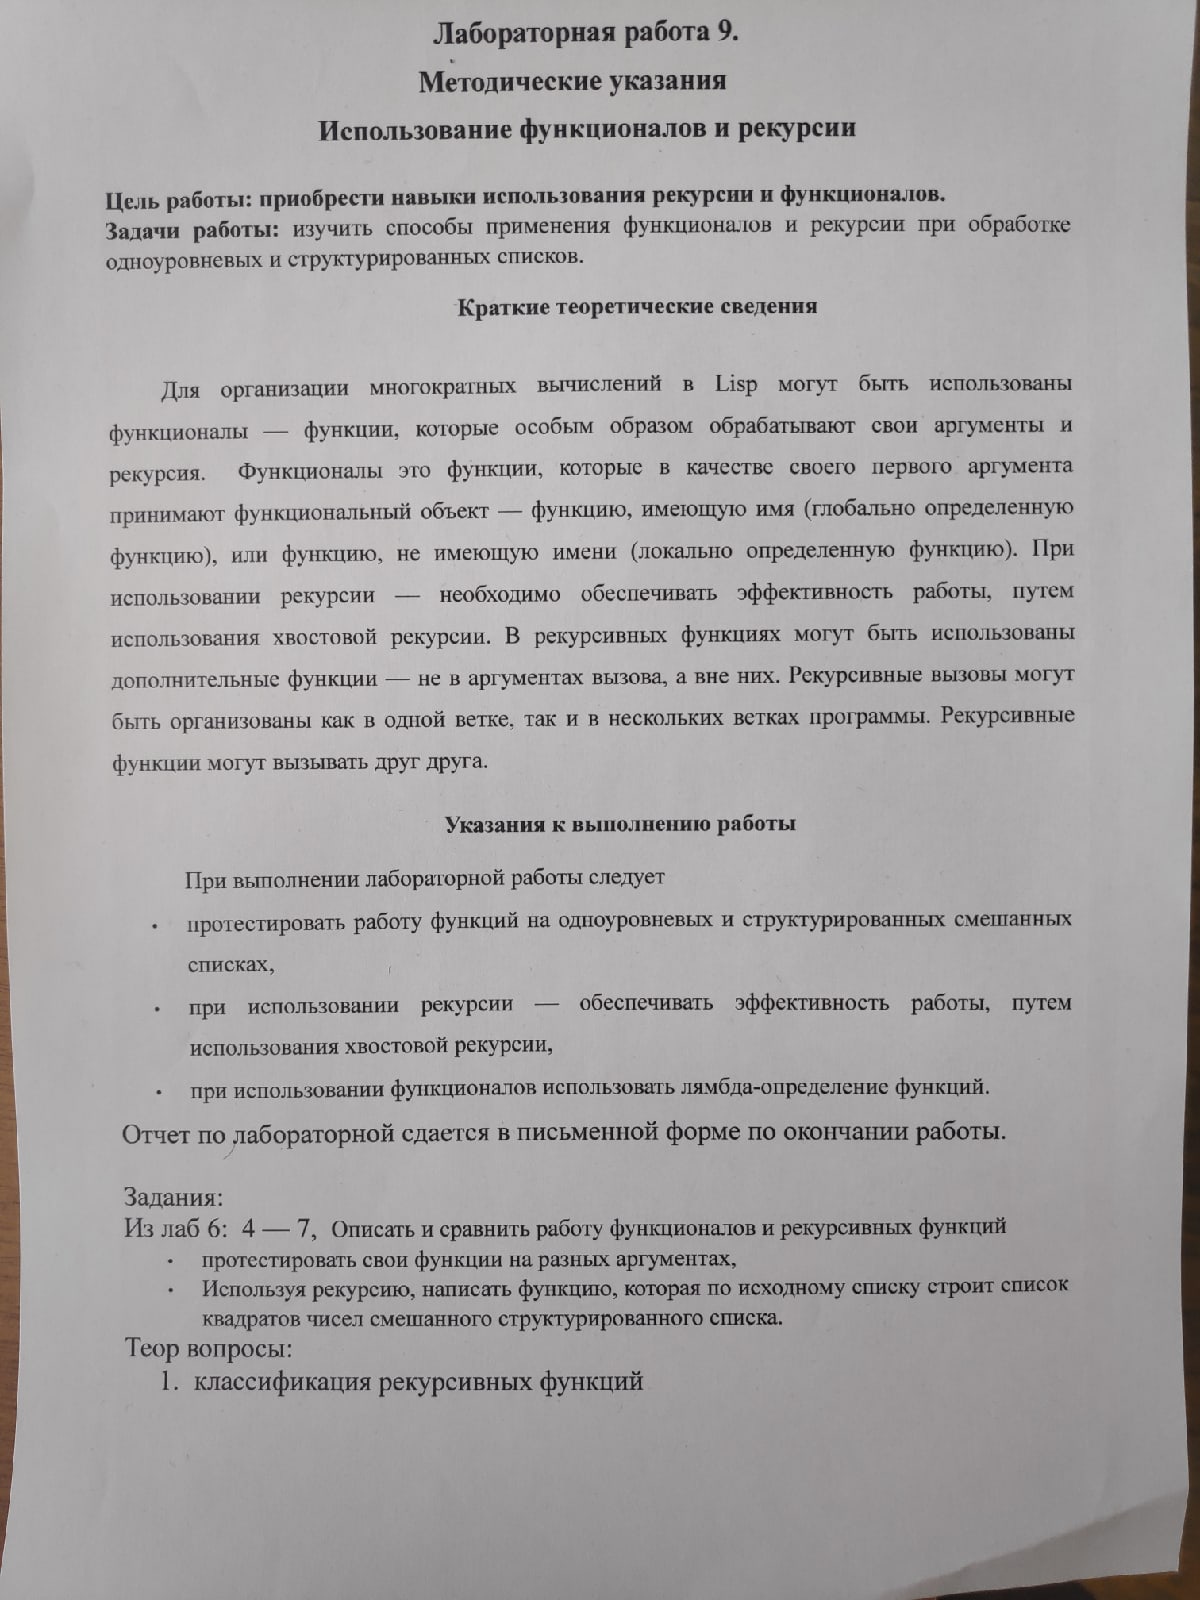 Лабораторная работа 9.
Методические указания
Использование функционалов и рекурсии
Цель работы: приобрести навыки использования рекурсии и функционалов.
Задачи работы: изучить способы применения функционалов и рекурсии при обработке
одноуровневых и структурированных списков.
Краткие теоретические сведения
Для организации многократных вычислений в Lisp могут быть использованы
функционалы — функции, которые особым образом обрабатывают свои аргументы и
рекурсия. Функционалы это функции, которые в качестве своего первого аргумента
принимают функциональный объект — функцию, имеющую имя (глобально определенную
функцию), или функцию, не имеющую имени (локально определенную функцию). При
использовании рекурсии — необходимо обеспечивать эффективность работы, путем
использования хвостовой рекурсии. В рекурсивных функциях могут быть использованы
дополнительные функции — не в аргументах вызова, а вне них. Рекурсивные вызовы могут
быть организованы как в одной ветке, так и в нескольких ветках программы. Рекурсивные
функции могут вызывать друг друга.
Указания к выполнению работы
При выполнении лабораторной работы следует
• протестировать работу функций на одноуровневых и структурированных смешанных
списках,
• при использовании рекурсии — обеспечивать эффективность работы, путем
использования хвостовой рекурсии,
• при использовании функционалов использовать лямбда-определение функций.
Отчет по лабораторной сдается в письменной форме по окончании работы.
Задания:
Из лаб 6: 4 — 7, Описать и сравнить работу функционалов и рекурсивных функций
• протестировать свои функции на разных аргументах,
• Используя рекурсию, написать функцию, которая по исходному списку строит список
квадратов чисел смешанного структурированного списка.
Теор вопросы:
1. классификация рекурсивных функций